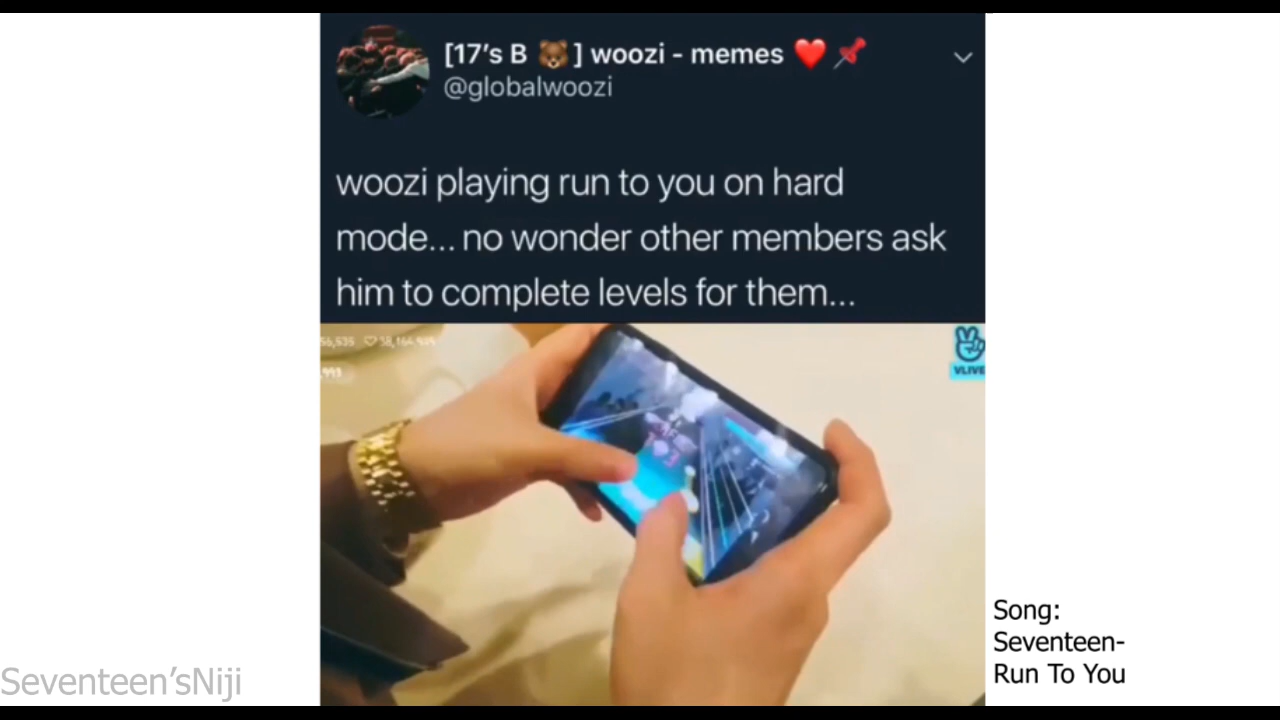 [17's B 🐻] woozi - memes ❤️📌
@globalwoozi
woozi playing run to you on hard
mode... no wonder other members ask
him to complete levels for them...
VLIVE
Song:
Seventeen-
Run To You
Seventeen'sNiji